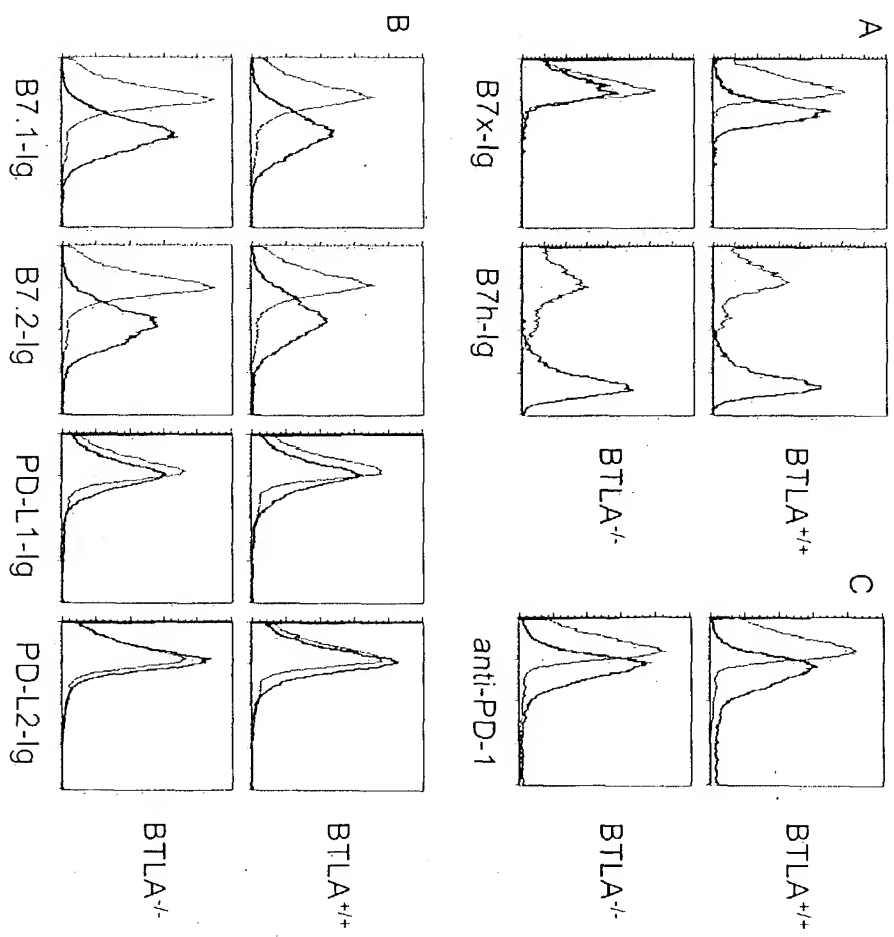 A
BTLA+/+
BTLA-/-
B7x-Ig B7h-Ig
C
BTLA+/+
BTLA-/-
anti-PD-1
B
BTLA+/+
BTLA-/-
B7.1-Ig B7.2-Ig PD-L1-Ig PD-L2-Ig